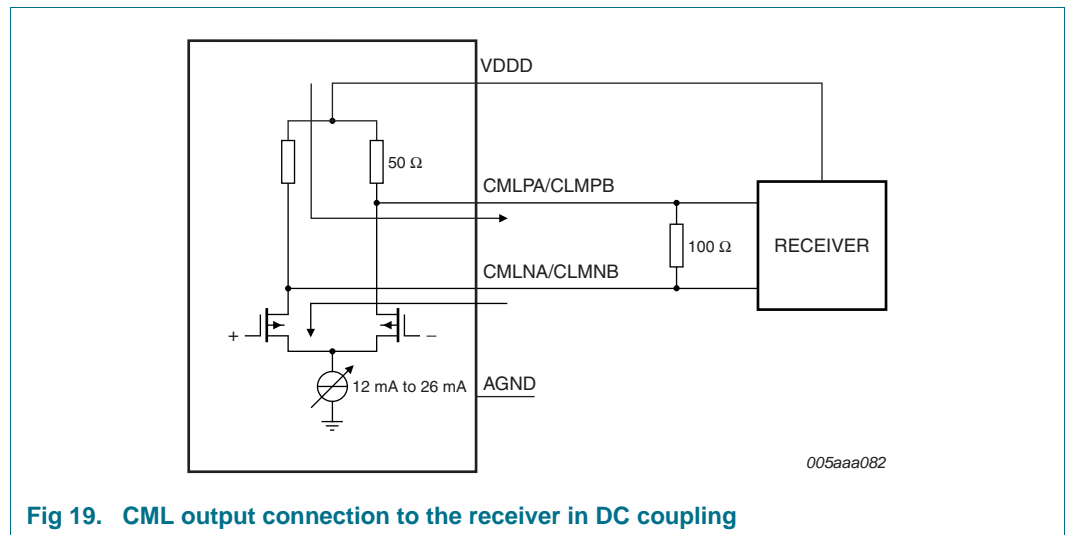 VDDD
50 Ω
CMLPA/CLMPB
100 Ω
RECEIVER
CMLNA/CLMNB
+
−
12 mA to 26 mA
AGND
005aaa082
Fig 19. CML output connection to the receiver in DC coupling